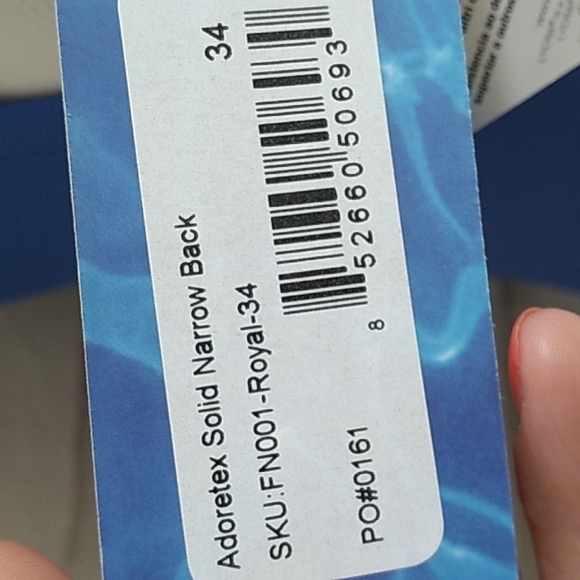 Adoretex Solid Narrow Back 34
SKU:FN001-Royal-34
8 52660 50693
PO#0161